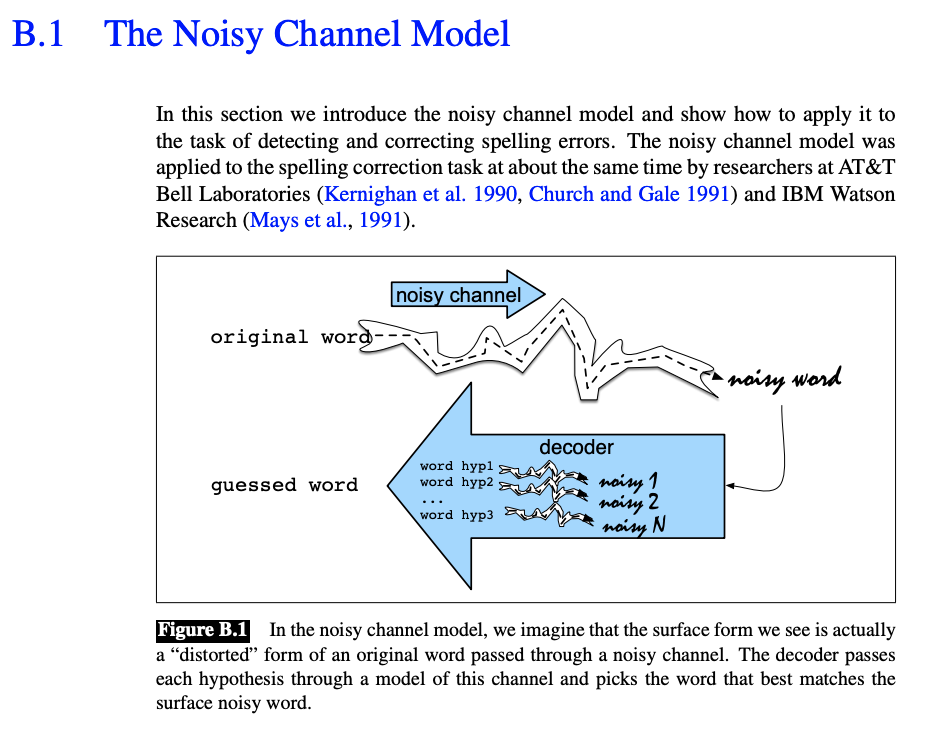 B.1 The Noisy Channel Model
In this section we introduce the noisy channel model and show how to apply it to
the task of detecting and correcting spelling errors. The noisy channel model was
applied to the spelling correction task at about the same time by researchers at AT&T
Bell Laboratories (Kernighan et al. 1990, Church and Gale 1991) and IBM Watson
Research (Mays et al., 1991).
noisy channel
original word
noisy word
decoder
word hyp1
noisy 1
word hyp2
noisy 2
...
word hyp3
noisy N
guessed word
Figure B.1 In the noisy channel model, we imagine that the surface form we see is actually
a “distorted” form of an original word passed through a noisy channel. The decoder passes
each hypothesis through a model of this channel and picks the word that best matches the
surface noisy word.